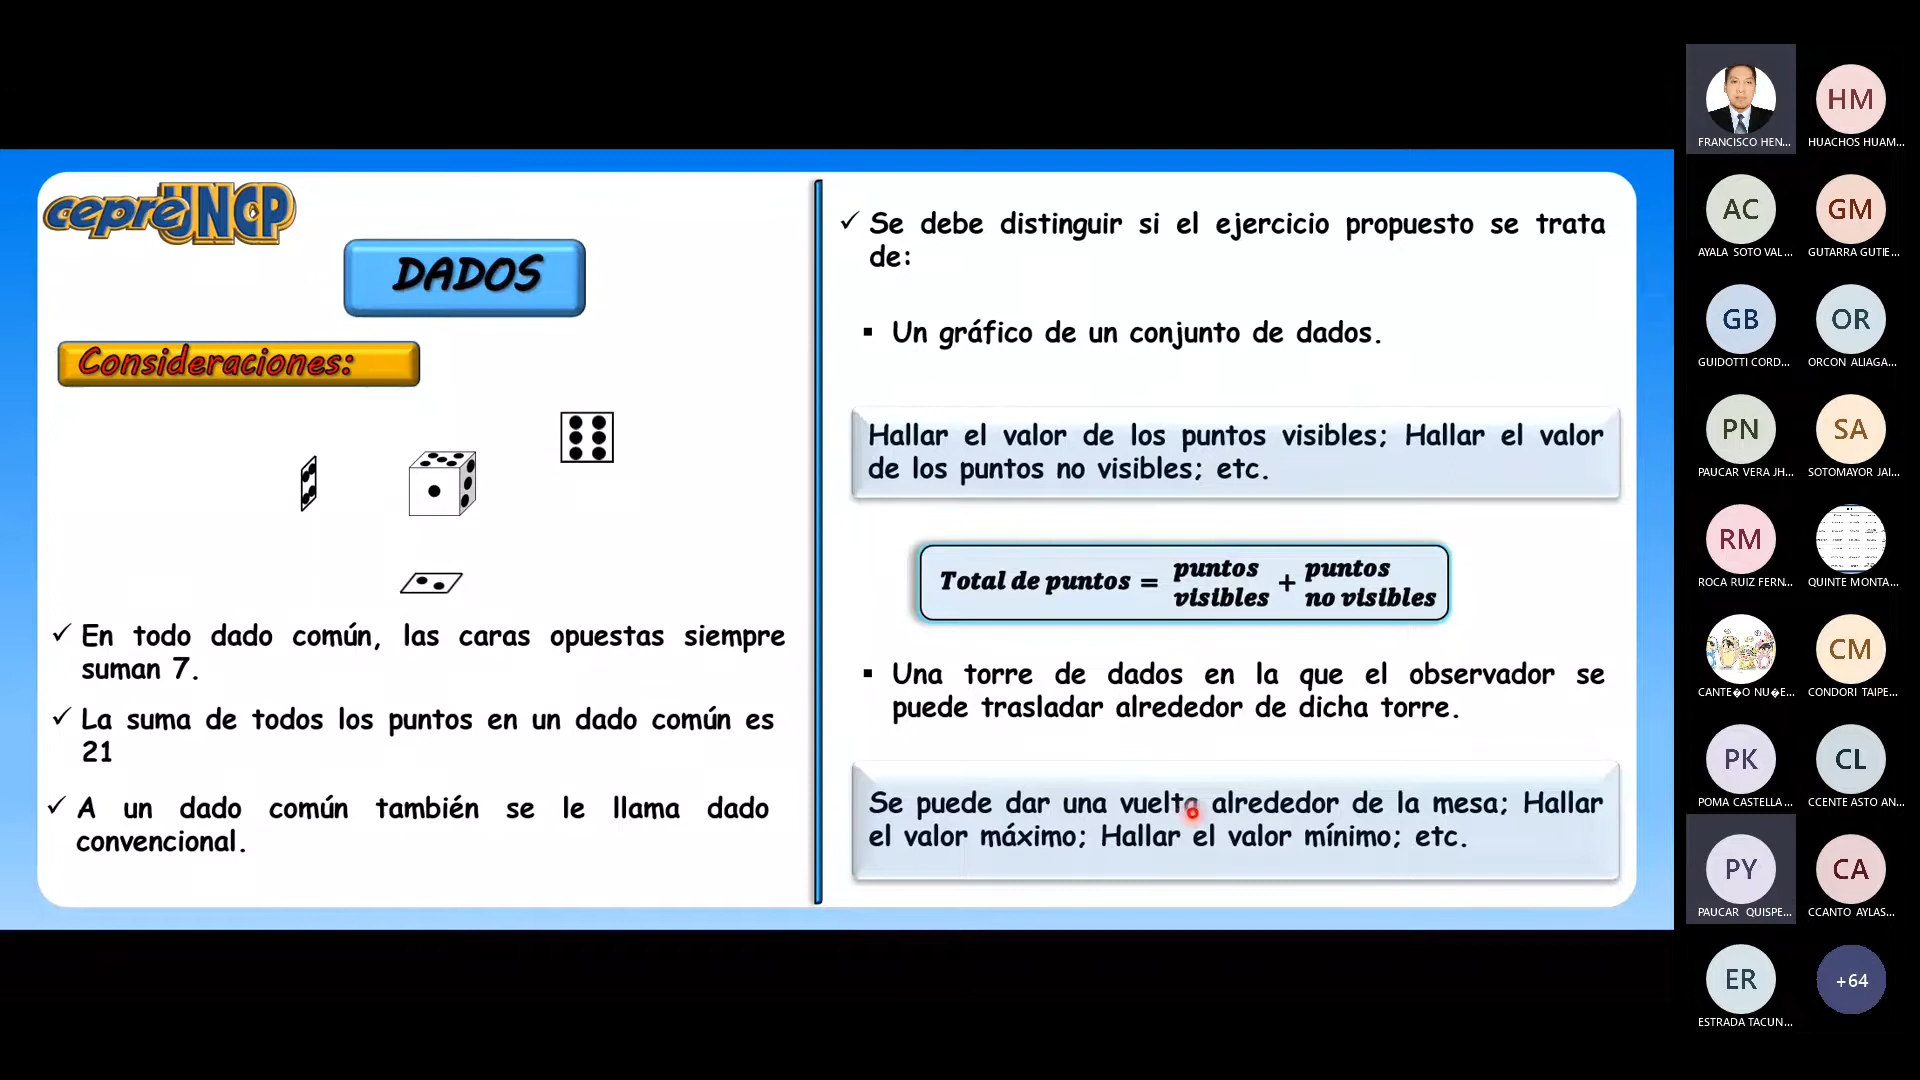 cepreUNCP
DADOS
Consideraciones:
✓ En todo dado común, las caras opuestas siempre
suman 7.
✓ La suma de todos los puntos en un dado común es
21
✓ A un dado común también se le llama dado
convencional.
✓ Se debe distinguir si el ejercicio propuesto se trata
de:
▪ Un gráfico de un conjunto de dados.
Hallar el valor de los puntos visibles; Hallar el valor
de los puntos no visibles; etc.
Total de puntos = puntos visibles + puntos no visibles
▪ Una torre de dados en la que el observador se
puede trasladar alrededor de dicha torre.
Se puede dar una vuelta alrededor de la mesa; Hallar
el valor máximo; Hallar el valor mínimo; etc.
FRANCISCO HEN...
HM
HUACHOS HUAM...
AC
AYALA SOTO VAL...
GM
GUTARRA GUTIE...
GB
GUIDOTTI CORD...
OR
ORCON ALIAGA...
PN
PAUCAR VERA JH...
SA
SOTOMAYOR JAI...
RM
ROCA RUIZ FERN...
QUINTE MONTA...
CANTE�O NU�E...
CM
CONDORI TAIPE...
PK
POMA CASTELLA...
CL
CCENTE ASTO AN...
PY
PAUCAR QUISPE...
CA
CCANTO AYLAS...
ER
ESTRADA TACUN...
+64